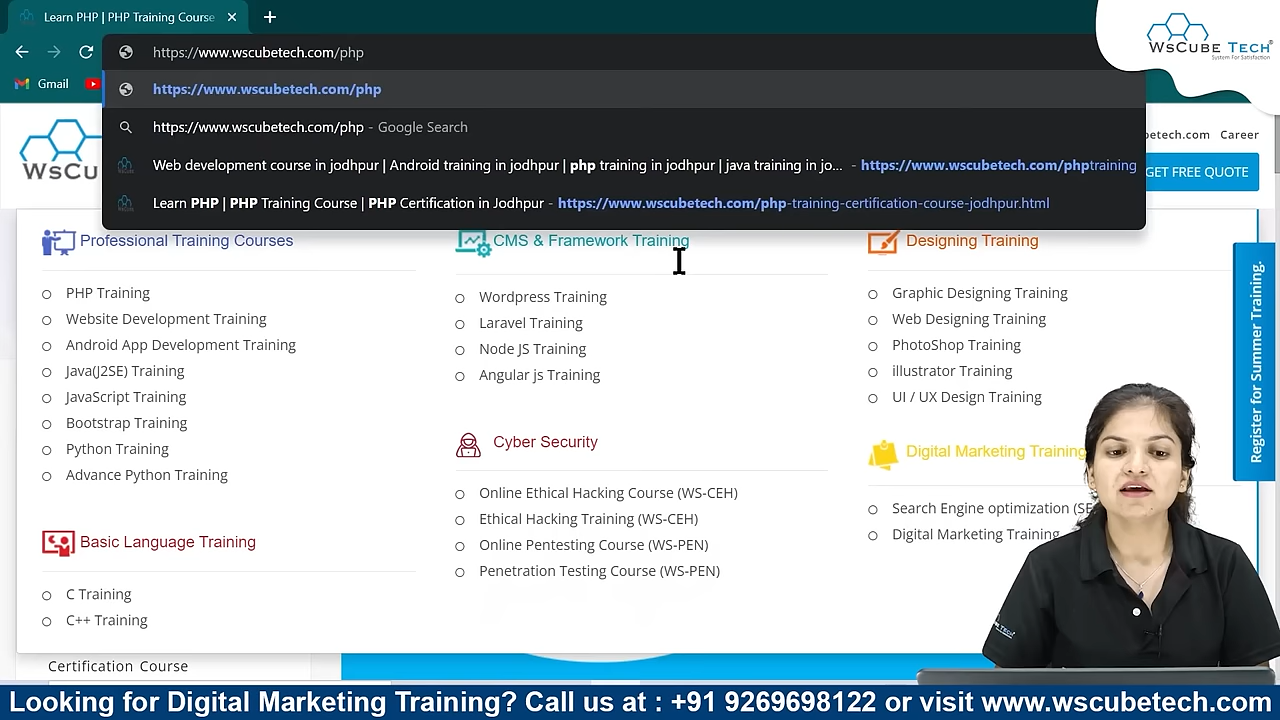 Learn PHP | PHP Training Course
WsCube Tech®
System For Satisfaction
https://www.wscubetech.com/php
Gmail
https://www.wscubetech.com/php
https://www.wscubetech.com/php - Google Search
Web development course in jodhpur | Android training in jodhpur | php training in jodhpur | java training in jo... - https://www.wscubetech.com/phptraining
Learn PHP | PHP Training Course | PHP Certification in Jodhpur - https://www.wscubetech.com/php-training-certification-course-jodhpur.html
betech.com Career
WsCu
GET FREE QUOTE
Professional Training Courses
PHP Training
Website Development Training
Android App Development Training
Java(J2SE) Training
JavaScript Training
Bootstrap Training
Python Training
Advance Python Training
Basic Language Training
C Training
C++ Training
CMS & Framework Training
Wordpress Training
Laravel Training
Node JS Training
Angular js Training
Cyber Security
Online Ethical Hacking Course (WS-CEH)
Ethical Hacking Training (WS-CEH)
Online Pentesting Course (WS-PEN)
Penetration Testing Course (WS-PEN)
Designing Training
Graphic Designing Training
Web Designing Training
PhotoShop Training
illustrator Training
UI / UX Design Training
Digital Marketing Training
Search Engine optimization (SE
Digital Marketing Training
Register for Summer Training.
Certification Course
Looking for Digital Marketing Training? Call us at : +91 9269698122 or visit www.wscubetech.com